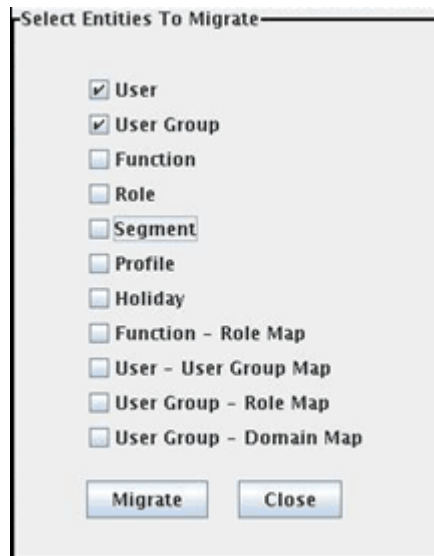 Select Entities To Migrate
User
User Group
Function
Role
Segment
Profile
Holiday
Function - Role Map
User - User Group Map
User Group - Role Map
User Group - Domain Map
Migrate Close